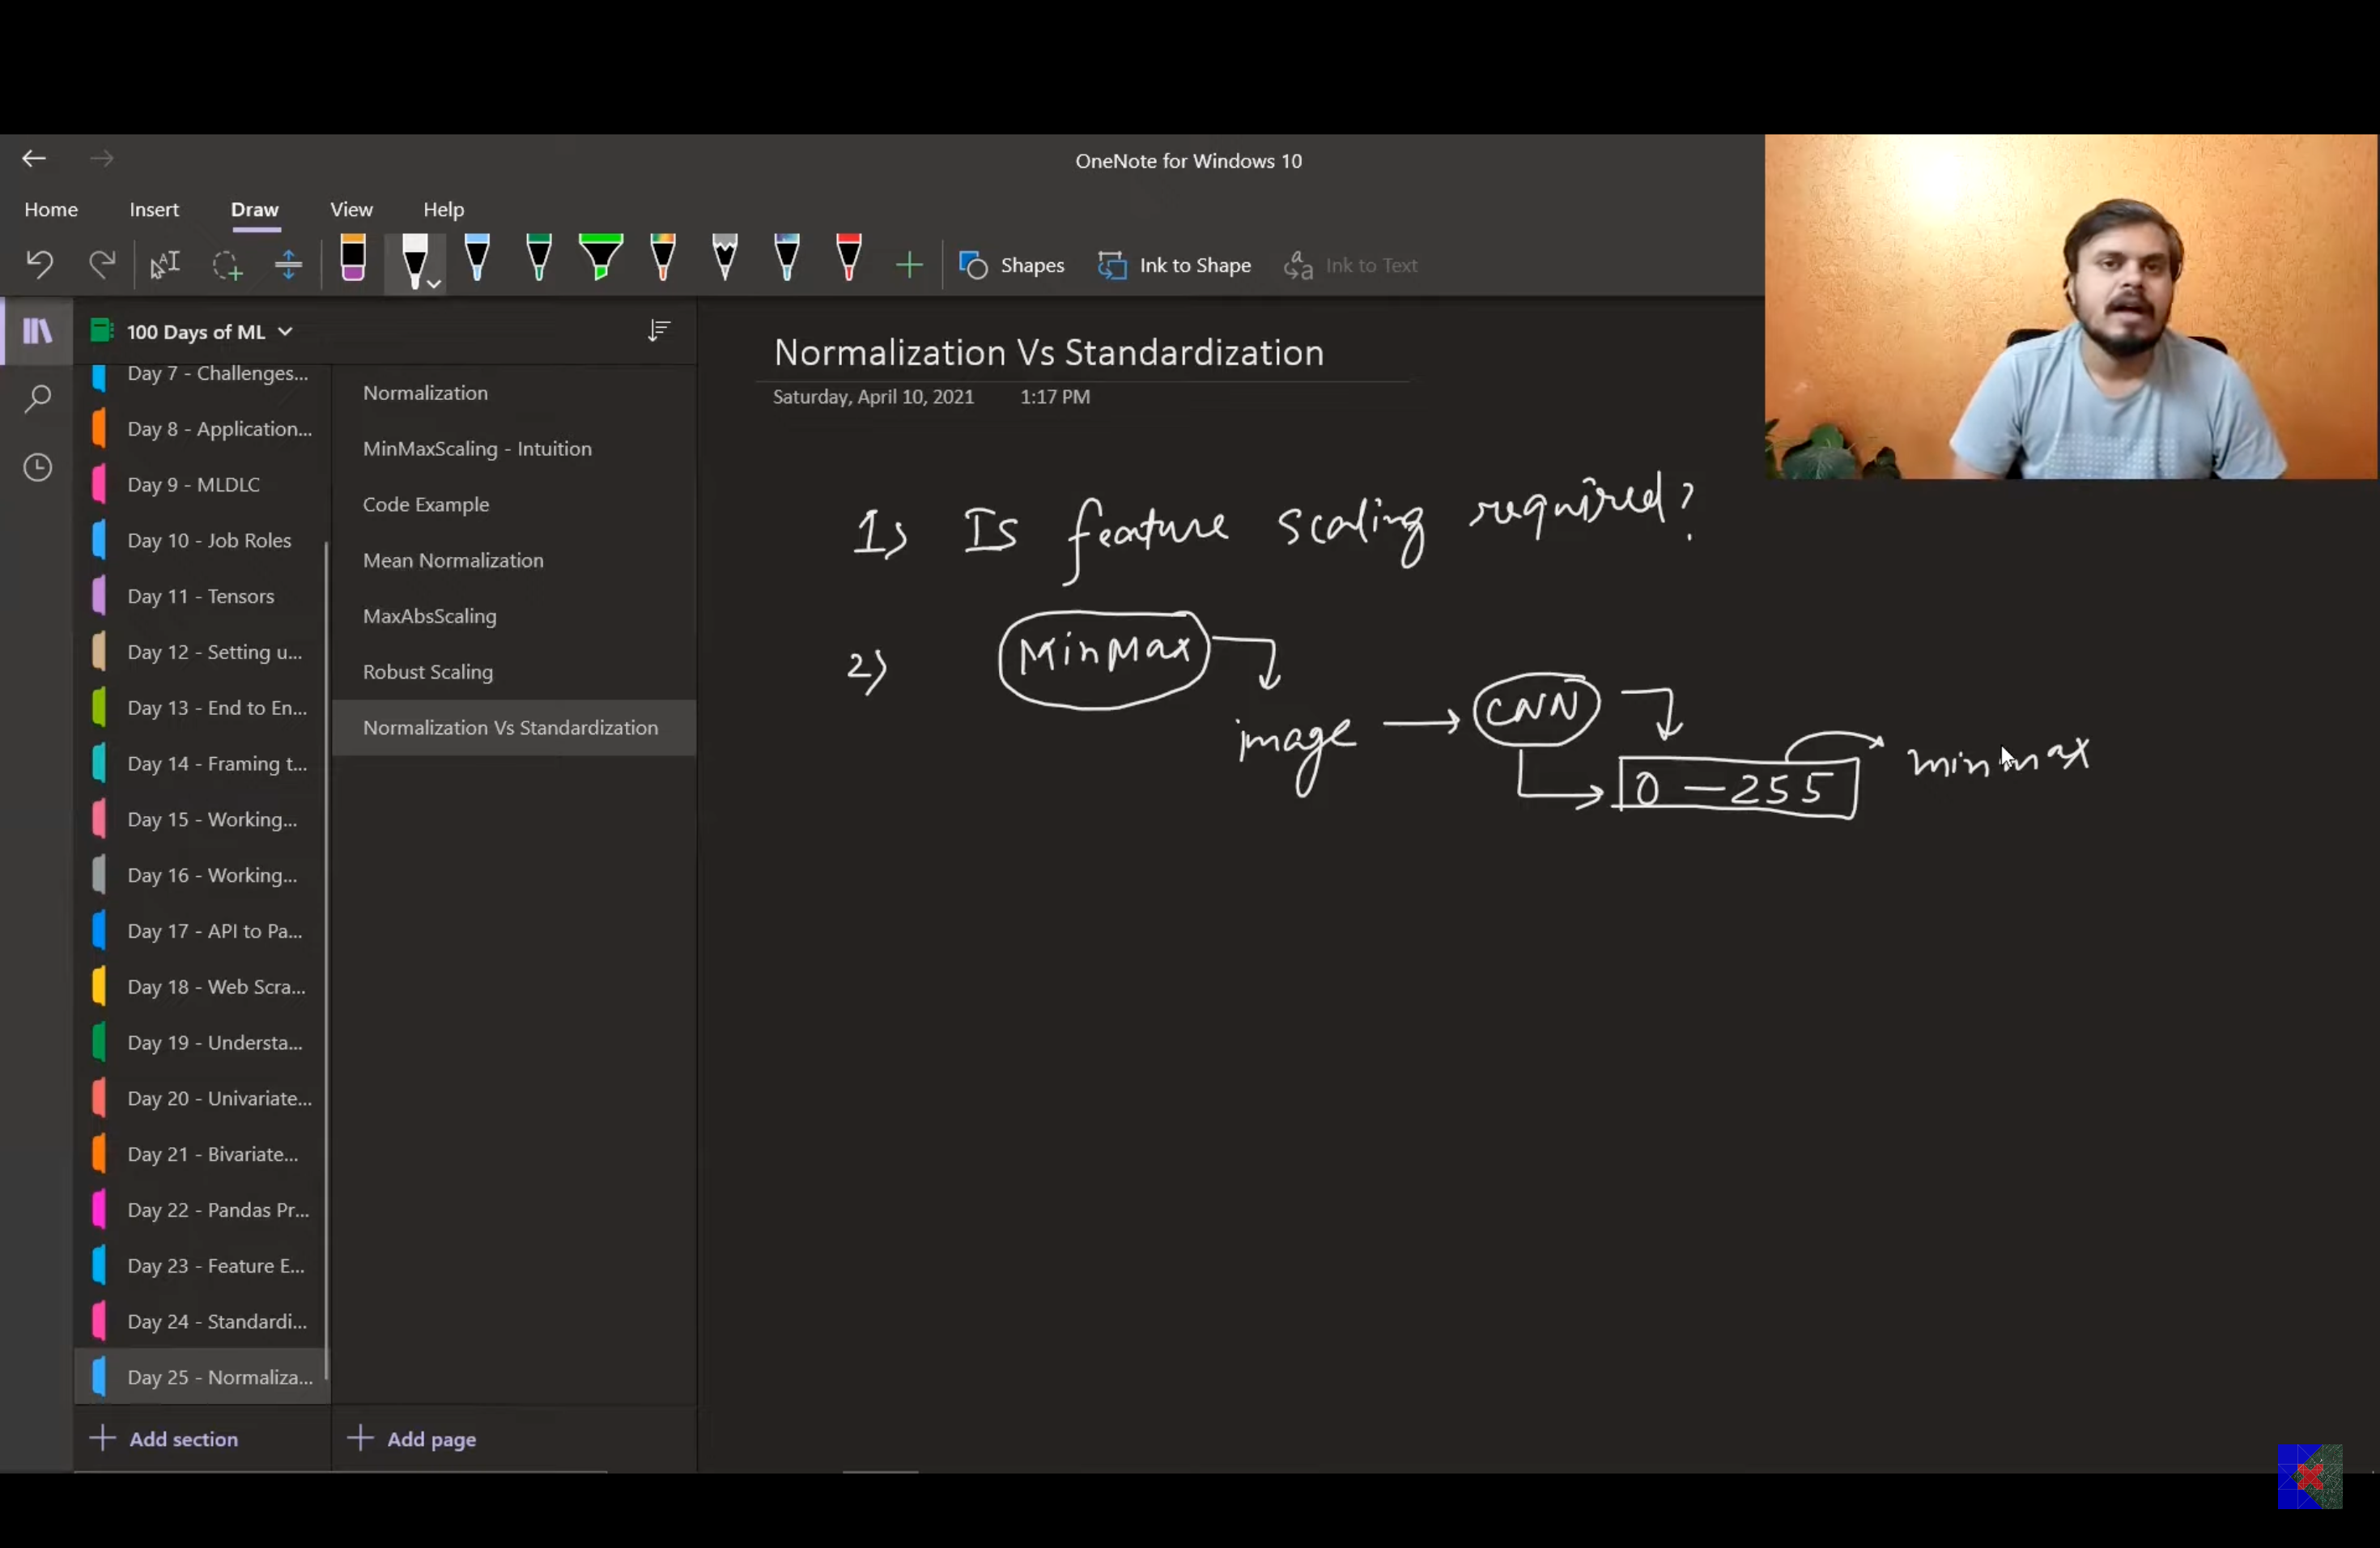 OneNote for Windows 10
Home Insert Draw View Help
Shapes Ink to Shape Ink to Text
100 Days of ML
Day 7 - Challenges...
Day 8 - Application...
Day 9 - MLDLC
Day 10 - Job Roles
Day 11 - Tensors
Day 12 - Setting u...
Day 13 - End to En...
Day 14 - Framing t...
Day 15 - Working...
Day 16 - Working...
Day 17 - API to Pa...
Day 18 - Web Scra...
Day 19 - Understa...
Day 20 - Univariate...
Day 21 - Bivariate...
Day 22 - Pandas Pr...
Day 23 - Feature E...
Day 24 - Standardi...
Day 25 - Normaliza...
Add section
Normalization
MinMaxScaling - Intuition
Code Example
Mean Normalization
MaxAbsScaling
Robust Scaling
Normalization Vs Standardization
Add page
Normalization Vs Standardization
Saturday, April 10, 2021 1:17 PM
1) Is feature scaling required?
2) MinMax
image → CNN
0 - 255 minmax